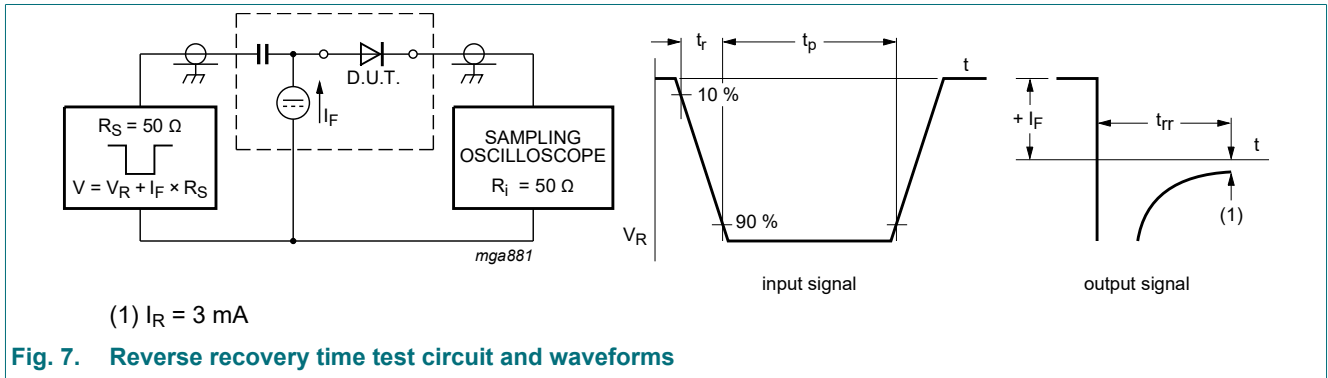 D.U.T.
I_F
R_S = 50 Ω
V = V_R + I_F × R_S
SAMPLING
OSCILLOSCOPE
R_i = 50 Ω
mga881
t_r
t_p
t
10 %
90 %
V_R
input signal
+ I_F
t_rr
t
(1)
output signal
(1) I_R = 3 mA
Fig. 7. Reverse recovery time test circuit and waveforms